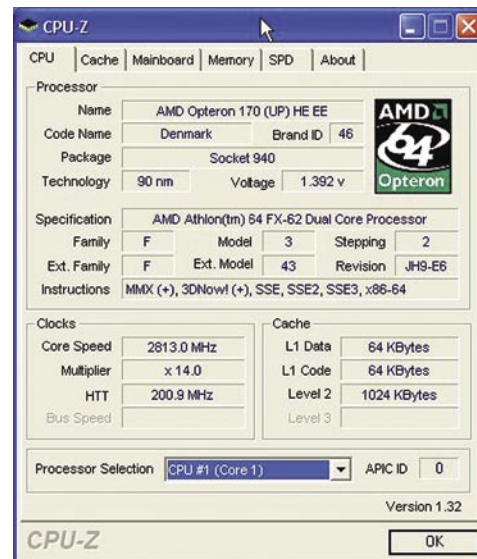 CPU-Z
CPU Cache Mainboard Memory SPD About
Processor
Name AMD Opteron 170 (UP) HE EE
Code Name Denmark Brand ID 46
Package Socket 940
Technology 90 nm Voltage 1.392 v
AMD
64
Opteron
Specification AMD Athlon(tm) 64 FX-62 Dual Core Processor
Family F Model 3 Stepping 2
Ext. Family F Ext. Model 43 Revision JH9-E6
Instructions MMX (+), 3DNow! (+), SSE, SSE2, SSE3, x86-64
Clocks
Core Speed 2813.0 MHz
Multiplier x 14.0
HTT 200.9 MHz
Bus Speed
Cache
L1 Data 64 KBytes
L1 Code 64 KBytes
Level 2 1024 KBytes
Level 3
Processor Selection CPU #1 (Core 1) APIC ID 0
Version 1.32
CPU-Z OK